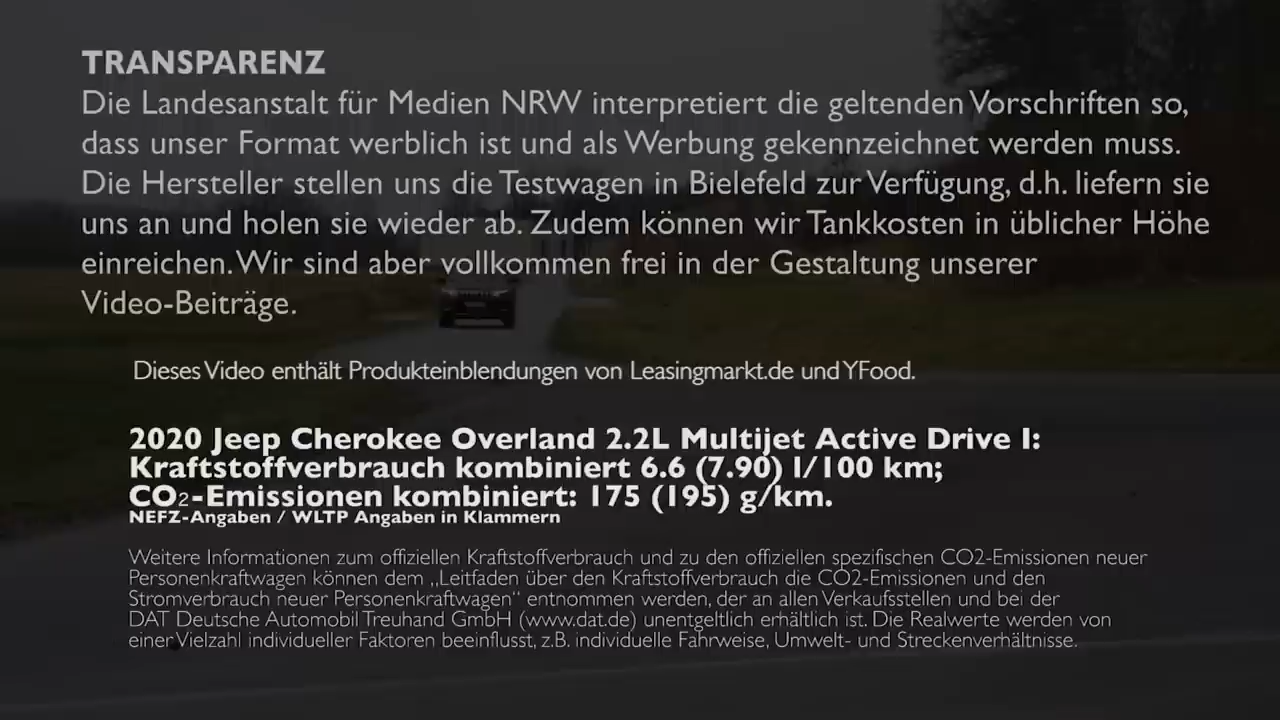 TRANSPARENZ
Die Landesanstalt für Medien NRW interpretiert die geltenden Vorschriften so,
dass unser Format werblich ist und als Werbung gekennzeichnet werden muss.
Die Hersteller stellen uns die Testwagen in Bielefeld zur Verfügung, d.h. liefern sie
uns an und holen sie wieder ab. Zudem können wir Tankkosten in üblicher Höhe
einreichen. Wir sind aber vollkommen frei in der Gestaltung unserer
Video-Beiträge.
Dieses Video enthält Produkteinblendungen von Leasingmarkt.de und YFood.
2020 Jeep Cherokee Overland 2.2L Multijet Active Drive I:
Kraftstoffverbrauch kombiniert 6.6 (7.90) l/100 km;
CO2-Emissionen kombiniert: 175 (195) g/km.
NEFZ-Angaben / WLTP Angaben in Klammern
Weitere Informationen zum offiziellen Kraftstoffverbrauch und zu den offiziellen spezifischen CO2-Emissionen neuer
Personenkraftwagen können dem „Leitfaden über den Kraftstoffverbrauch die CO2-Emissionen und den
Stromverbrauch neuer Personenkraftwagen“ entnommen werden, der an allen Verkaufsstellen und bei der
DAT Deutsche Automobil Treuhand GmbH (www.dat.de) unentgeltlich erhältlich ist. Die Realwerte werden von
einer Vielzahl individueller Faktoren beeinflusst, z.B. individuelle Fahrweise, Umwelt- und Streckenverhältnisse.